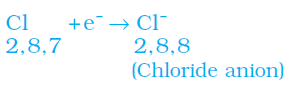 Cl + e⁻ → Cl⁻
2,8,7 2,8,8
(Chloride anion)